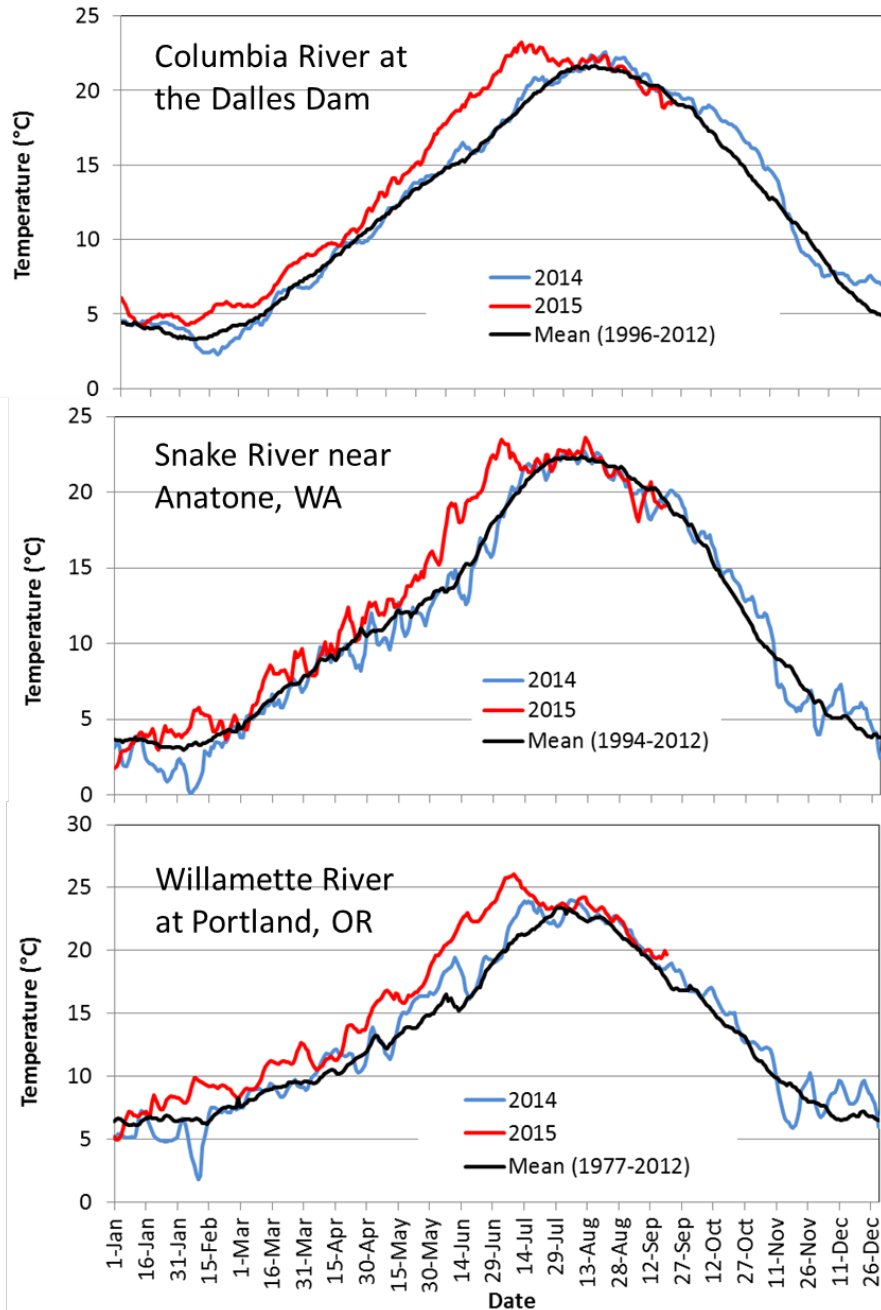 25
20
15
10
5
0
Temperature (°C)
Columbia River at
the Dalles Dam
2014
2015
Mean (1996-2012)
25
20
15
10
5
0
Temperature (°C)
Snake River near
Anatone, WA
2014
2015
Mean (1994-2012)
30
25
20
15
10
5
0
Temperature (°C)
Willamette River
at Portland, OR
2014
2015
Mean (1977-2012)
1-Jan
16-Jan
31-Jan
15-Feb
1-Mar
16-Mar
31-Mar
15-Apr
30-Apr
15-May
30-May
14-Jun
29-Jun
14-Jul
29-Jul
13-Aug
28-Aug
12-Sep
27-Sep
12-Oct
27-Oct
11-Nov
26-Nov
11-Dec
26-Dec
Date